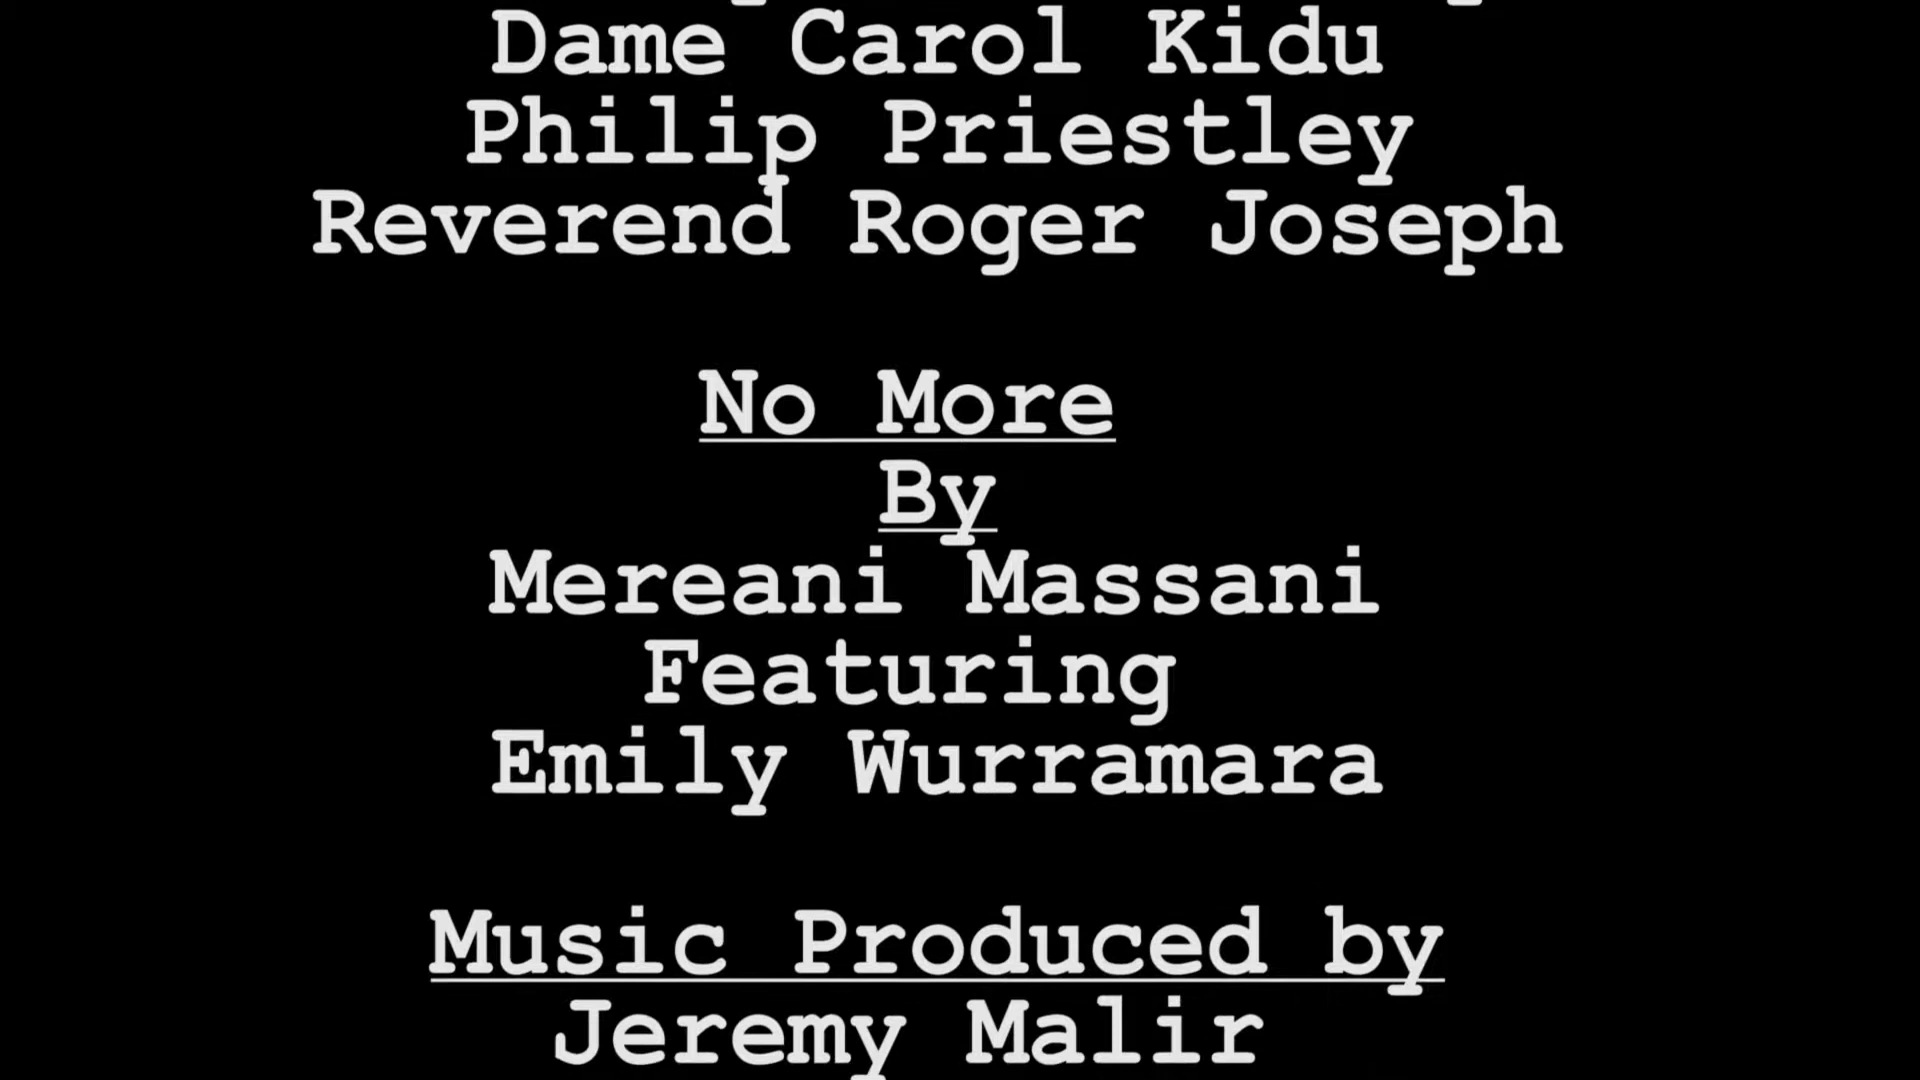 Dame Carol Kidu
Philip Priestley
Reverend Roger Joseph
No More
By
Mereani Massani
Featuring
Emily Wurramara
Music Produced by
Jeremy Malir